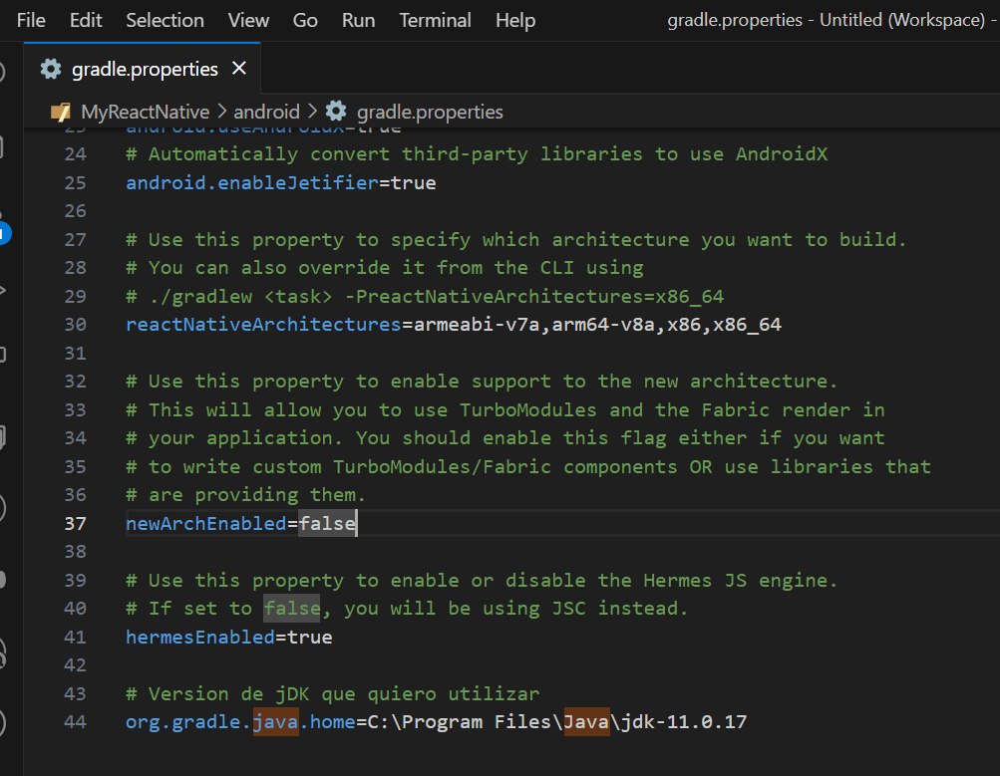 File Edit Selection View Go Run Terminal Help gradle.properties - Untitled (Workspace) -
gradle.properties ×
MyReactNative > android > gradle.properties
23 android.useAndroidX=true
24 # Automatically convert third-party libraries to use AndroidX
25 android.enableJetifier=true
26
27 # Use this property to specify which architecture you want to build.
28 # You can also override it from the CLI using
29 # ./gradlew <task> -PreactNativeArchitectures=x86_64
30 reactNativeArchitectures=armeabi-v7a,arm64-v8a,x86,x86_64
31
32 # Use this property to enable support to the new architecture.
33 # This will allow you to use TurboModules and the Fabric render in
34 # your application. You should enable this flag either if you want
35 # to write custom TurboModules/Fabric components OR use libraries that
36 # are providing them.
37 newArchEnabled=false
38
39 # Use this property to enable or disable the Hermes JS engine.
40 # If set to false, you will be using JSC instead.
41 hermesEnabled=true
42
43 # Version de jDK que quiero utilizar
44 org.gradle.java.home=C:\Program Files\Java\jdk-11.0.17